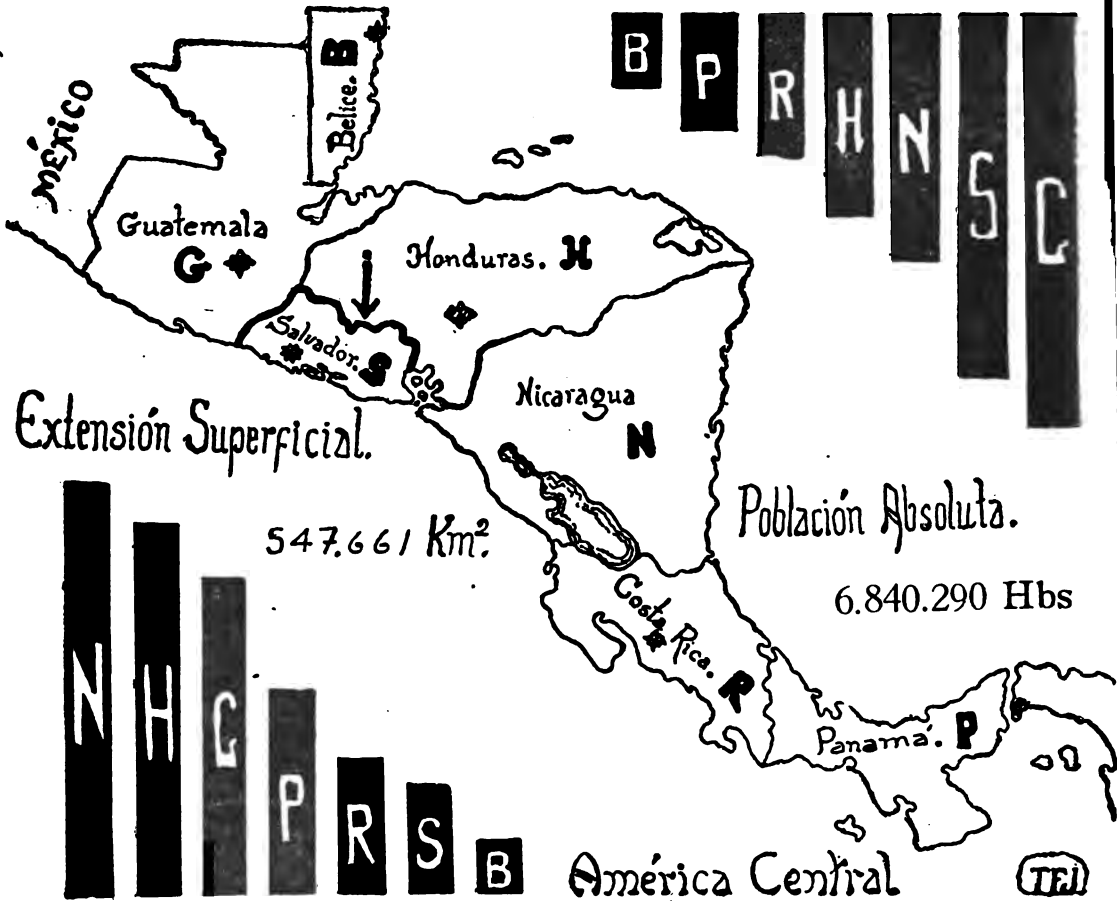 B P R H N S G
B
Belice.
MÉXICO
Guatemala
G
Honduras. H
Salvador. S
Nicaragua
N
Extensión Superficial.
547.661 Km².
Población Absoluta.
6.840.290 Hbs
Costa Rica. R
Panamá. P
N H G P R S B
América Central
TFJ